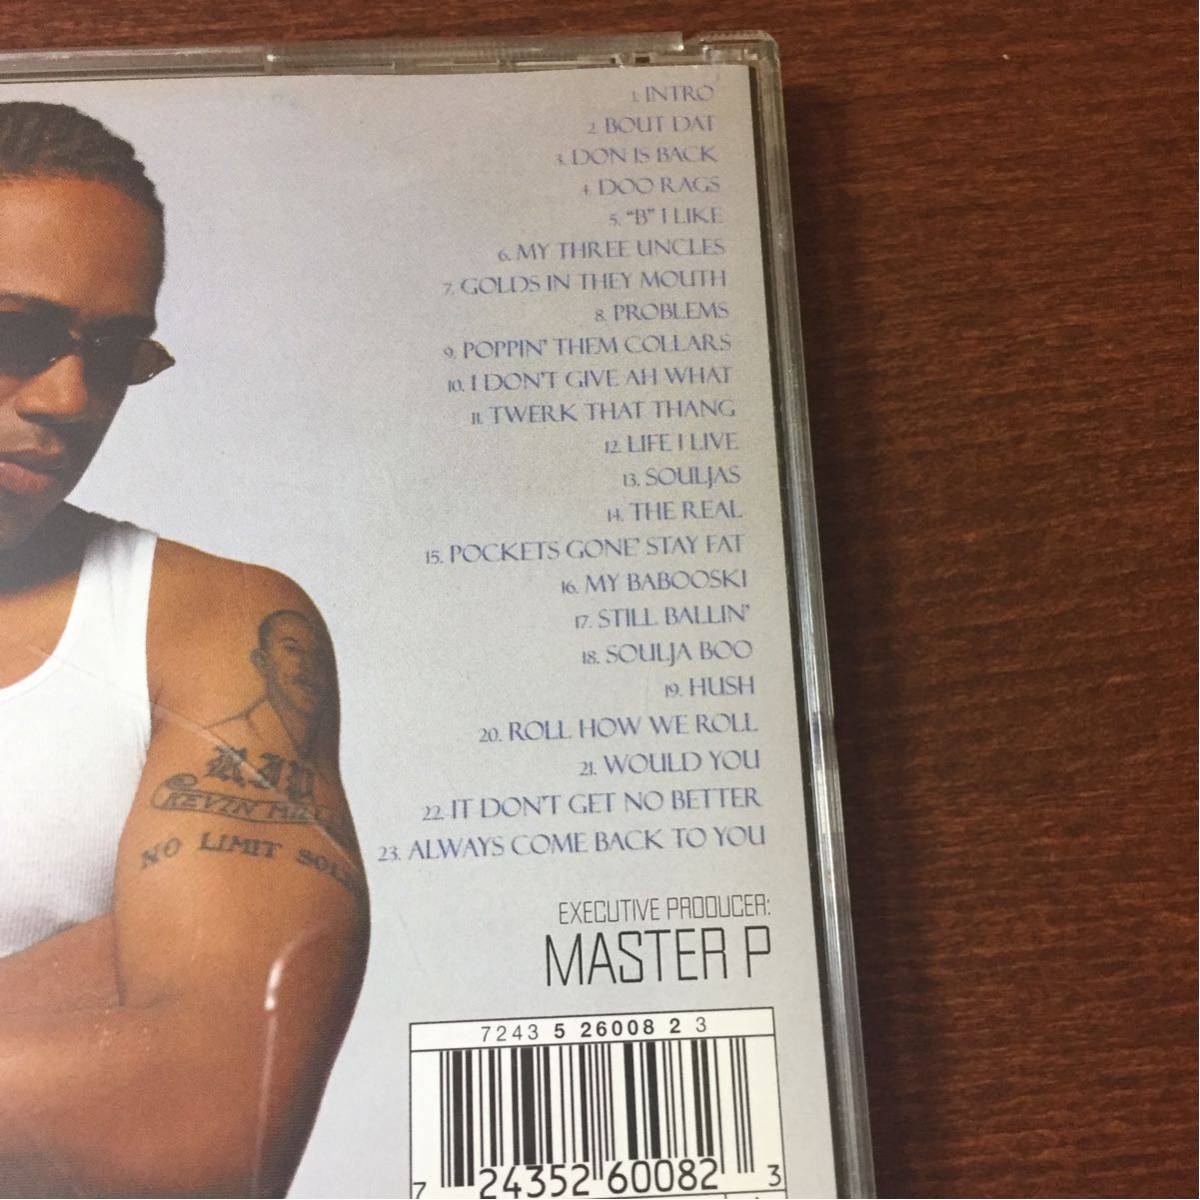 1. INTRO
2. BOUT DAT
3. DON IS BACK
4. DOO RAGS
5. "B" I LIKE
6. MY THREE UNCLES
7. GOLDS IN THEY MOUTH
8. PROBLEMS
9. POPPIN' THEM COLLARS
10. I DON'T GIVE AH WHAT
11. TWERK THAT THANG
12. LIFE I LIVE
13. SOULJAS
14. THE REAL
15. POCKETS GONE' STAY FAT
16. MY BABOOSKI
17. STILL BALLIN'
18. SOULJA BOO
19. HUSH
20. ROLL HOW WE ROLL
21. WOULD YOU
22. IT DON'T GET NO BETTER
23. ALWAYS COME BACK TO YOU
EXECUTIVE PRODUCER:
MASTER P
7243 5 26008 2 3
7 24352 60082 3
R.I.P
KEVIN MILL
NO LIMIT SOL